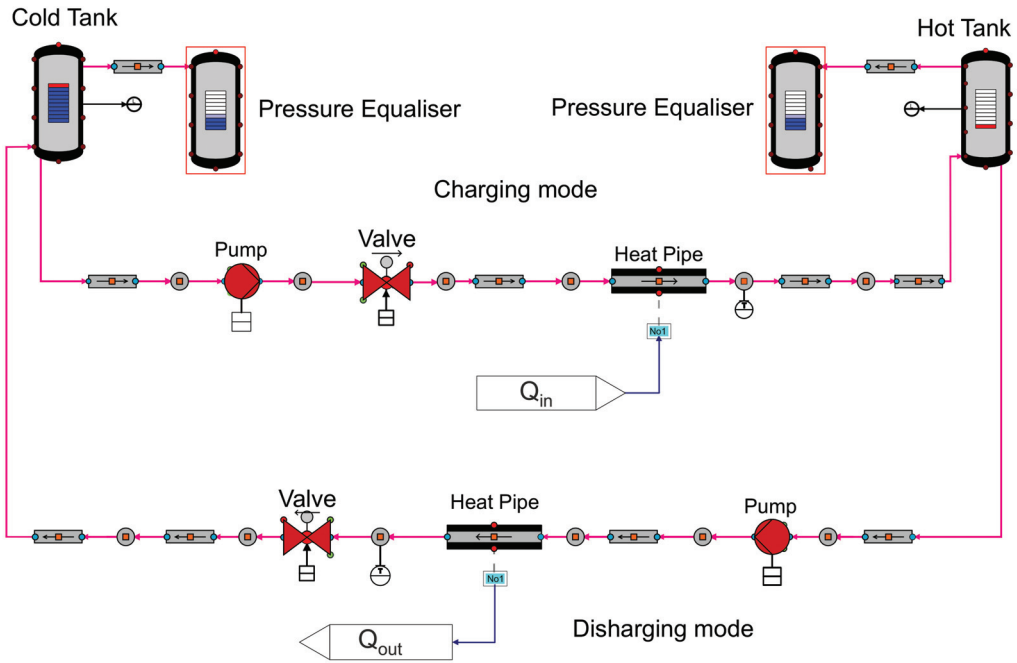 Cold Tank
Hot Tank
Pressure Equaliser
Pressure Equaliser
Charging mode
Pump
Valve
Heat Pipe
No1
Qin
Valve
Heat Pipe
Pump
No1
Qout
Disharging mode